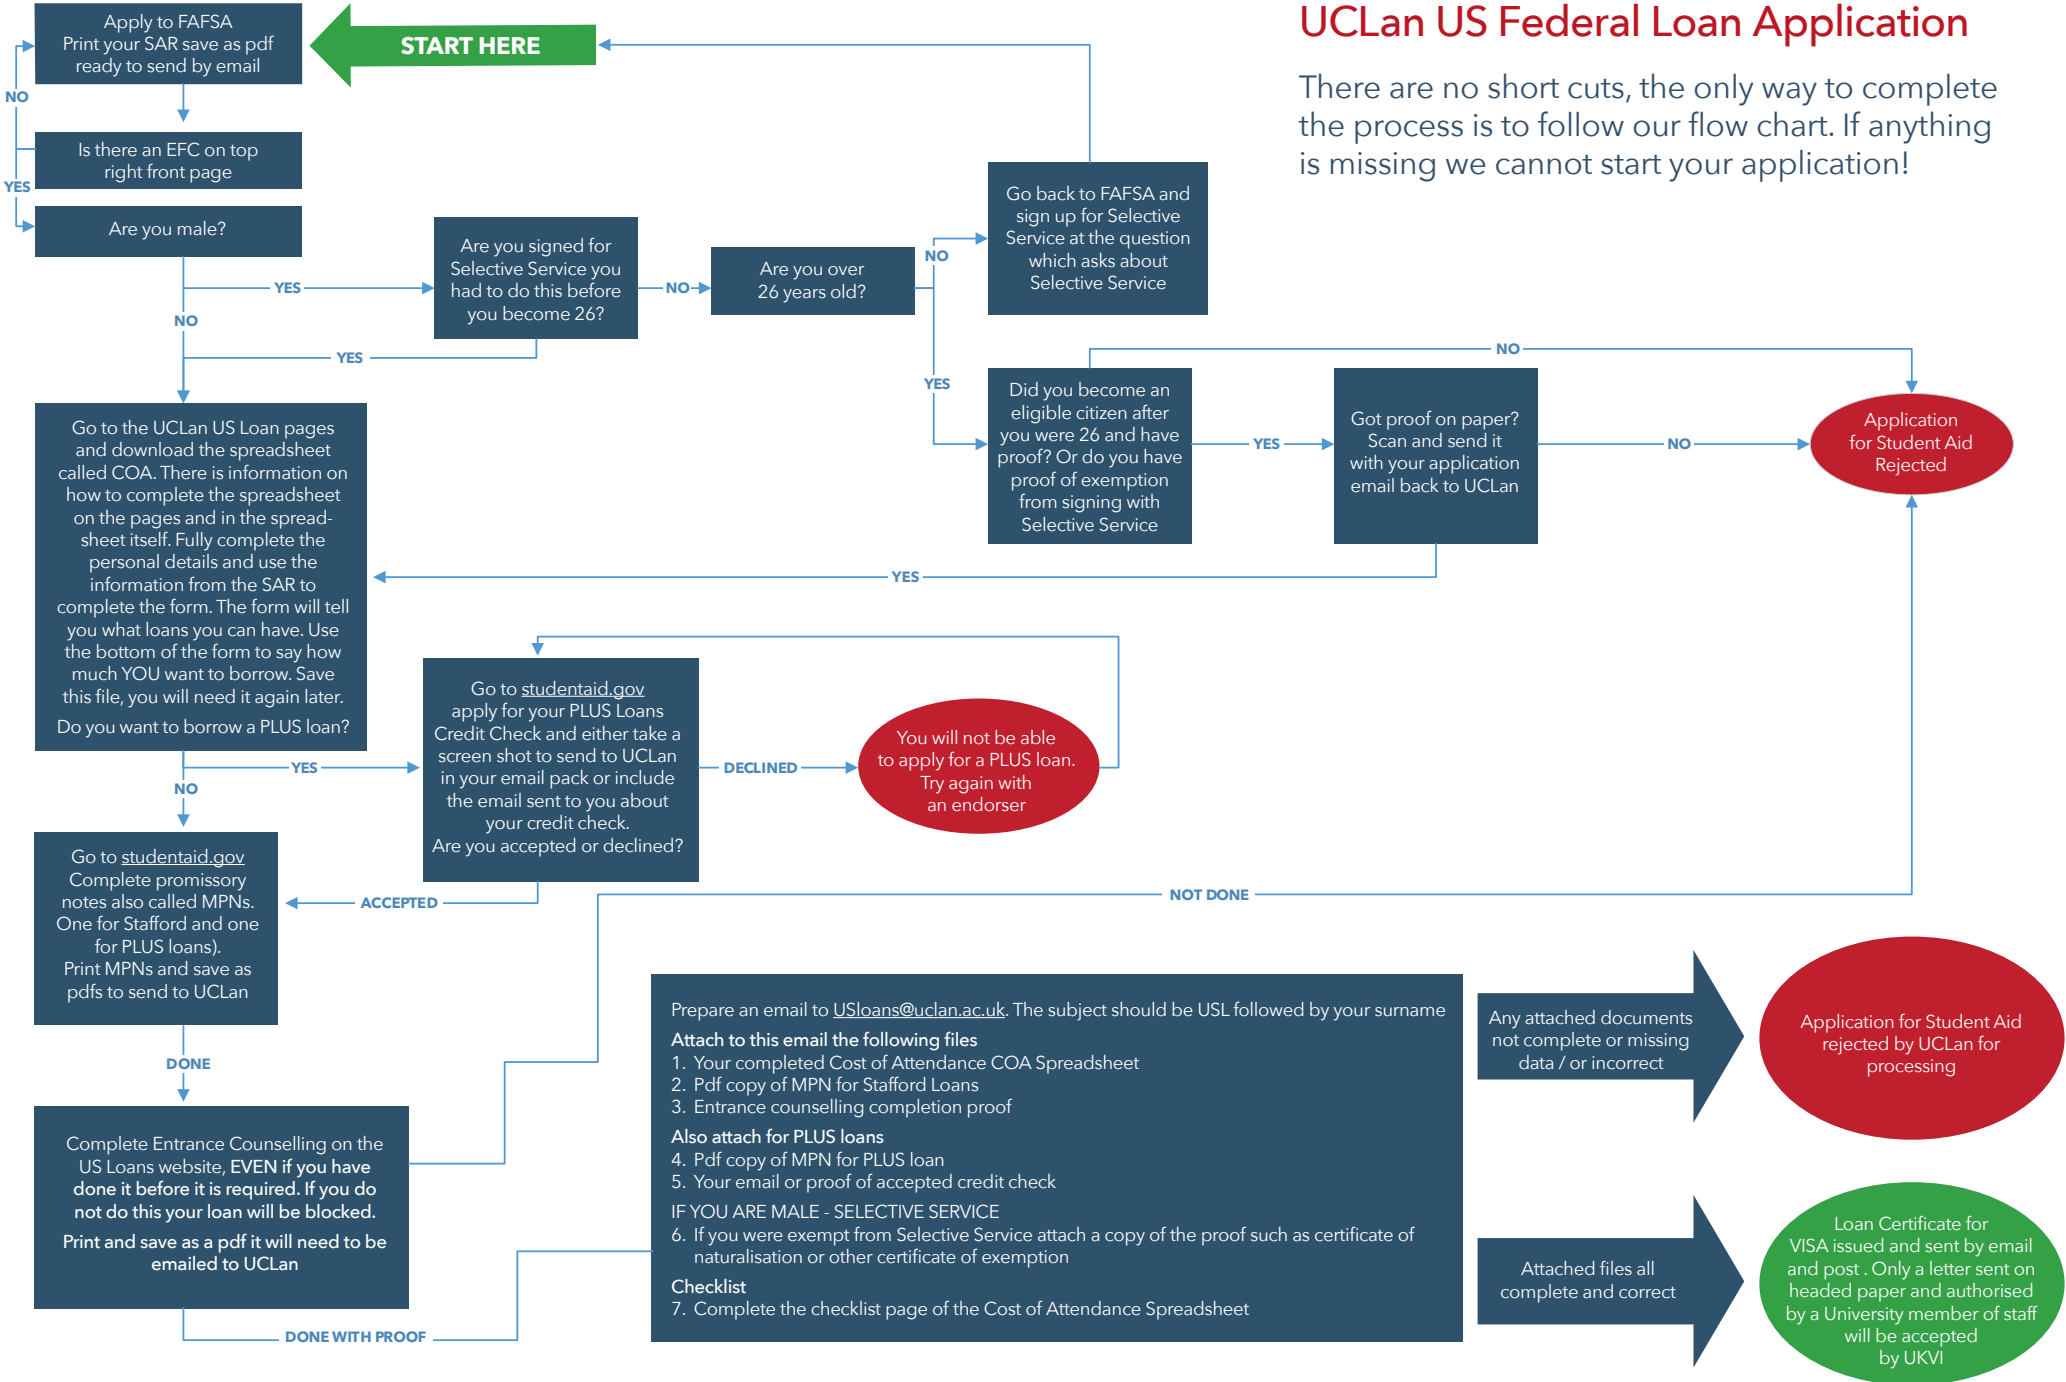 UCLan US Federal Loan Application
There are no short cuts, the only way to complete
the process is to follow our flow chart. If anything
is missing we cannot start your application!
START HERE
Apply to FAFSA
Print your SAR save as pdf
ready to send by email
NO
Is there an EFC on top
right front page
YES
Are you male?
YES
NO
Are you signed for
Selective Service you
had to do this before
you become 26?
NO
YES
Are you over
26 years old?
NO
YES
Go back to FAFSA and
sign up for Selective
Service at the question
which asks about
Selective Service
Did you become an
eligible citizen after
you were 26 and have
proof? Or do you have
proof of exemption
from signing with
Selective Service
NO
YES
Got proof on paper?
Scan and send it
with your application
email back to UCLan
NO
YES
Application
for Student Aid
Rejected
Go to the UCLan US Loan pages
and download the spreadsheet
called COA. There is information on
how to complete the spreadsheet
on the pages and in the spread-
sheet itself. Fully complete the
personal details and use the
information from the SAR to
complete the form. The form will tell
you what loans you can have. Use
the bottom of the form to say how
much YOU want to borrow. Save
this file, you will need it again later.
Do you want to borrow a PLUS loan?
YES
NO
Go to studentaid.gov
apply for your PLUS Loans
Credit Check and either take a
screen shot to send to UCLan
in your email pack or include
the email sent to you about
your credit check.
Are you accepted or declined?
DECLINED
You will not be able
to apply for a PLUS loan.
Try again with
an endorser
ACCEPTED
Go to studentaid.gov
Complete promissory
notes also called MPNs.
One for Stafford and one
for PLUS loans).
Print MPNs and save as
pdfs to send to UCLan
DONE
Complete Entrance Counselling on the
US Loans website, EVEN if you have
done it before it is required. If you do
not do this your loan will be blocked.
Print and save as a pdf it will need to be
emailed to UCLan
NOT DONE
DONE WITH PROOF
Prepare an email to USloans@uclan.ac.uk. The subject should be USL followed by your surname
Attach to this email the following files
1. Your completed Cost of Attendance COA Spreadsheet
2. Pdf copy of MPN for Stafford Loans
3. Entrance counselling completion proof
Also attach for PLUS loans
4. Pdf copy of MPN for PLUS loan
5. Your email or proof of accepted credit check
IF YOU ARE MALE - SELECTIVE SERVICE
6. If you were exempt from Selective Service attach a copy of the proof such as certificate of
naturalisation or other certificate of exemption
Checklist
7. Complete the checklist page of the Cost of Attendance Spreadsheet
Any attached documents
not complete or missing
data / or incorrect
Application for Student Aid
rejected by UCLan for
processing
Attached files all
complete and correct
Loan Certificate for
VISA issued and sent by email
and post . Only a letter sent on
headed paper and authorised
by a University member of staff
will be accepted
by UKVI